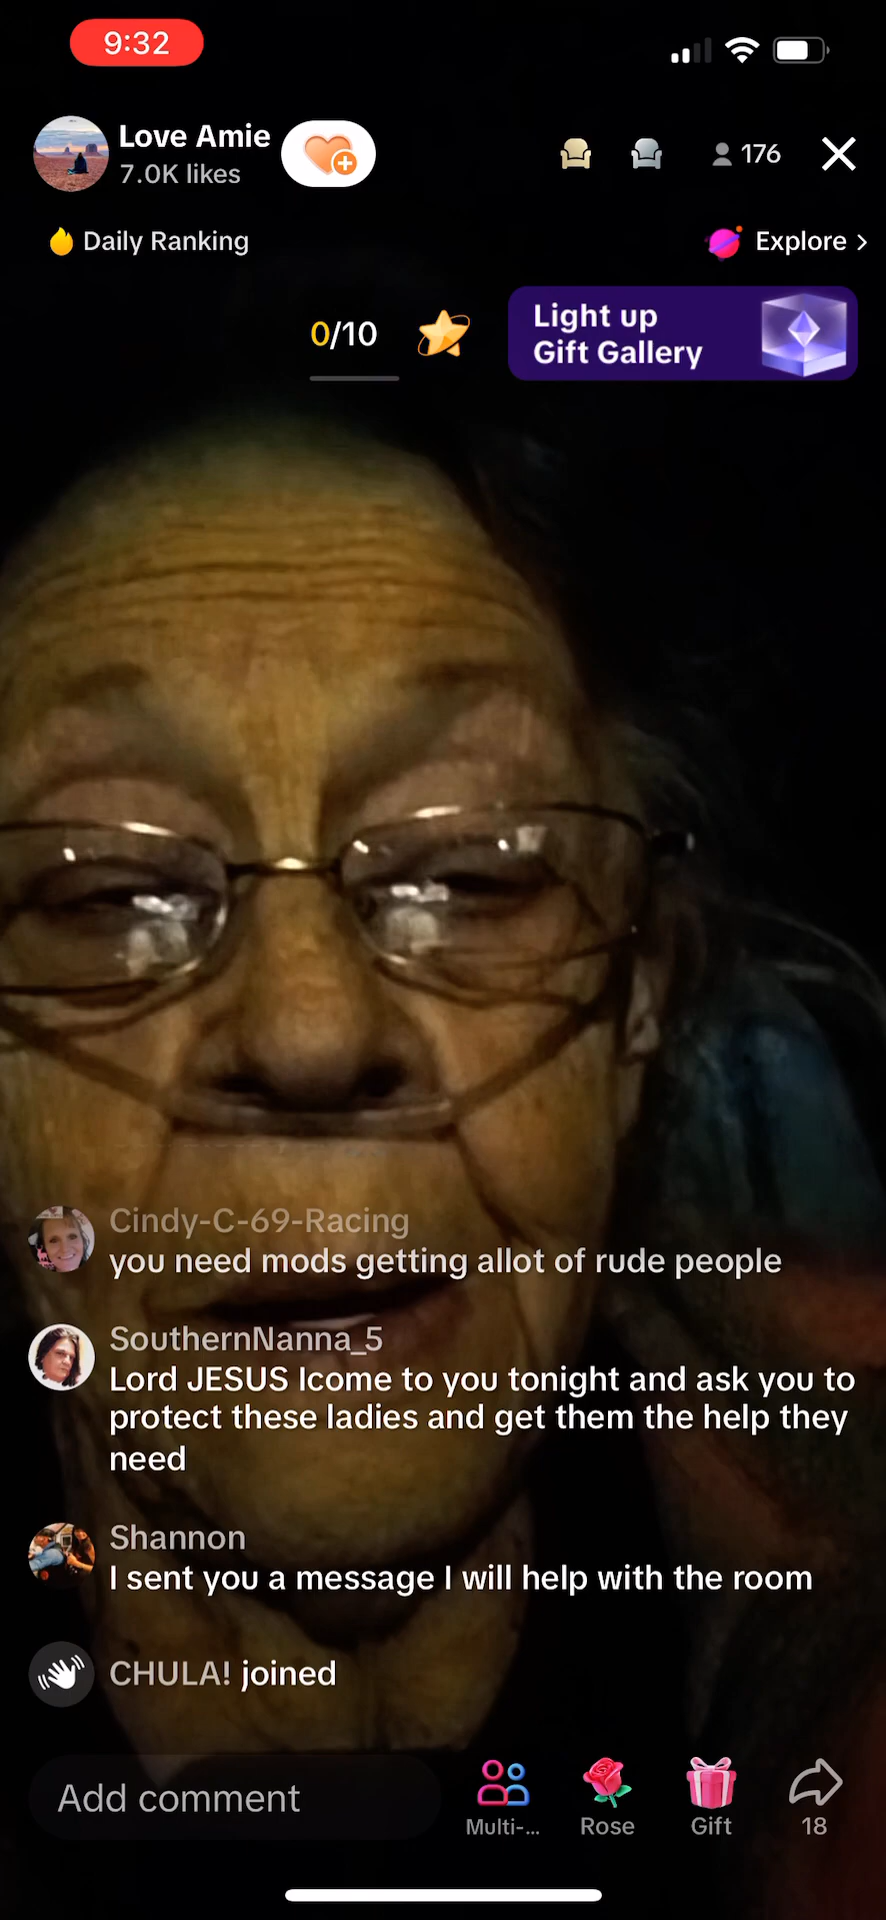 9:32
Love Amie
7.0K likes
176
Daily Ranking
Explore >
0/10
Light up
Gift Gallery
Cindy-C-69-Racing
you need mods getting allot of rude people
SouthernNanna_5
Lord JESUS Icome to you tonight and ask you to
protect these ladies and get them the help they
need
Shannon
I sent you a message I will help with the room
CHULA! joined
Add comment
Multi-...
Rose
Gift
18